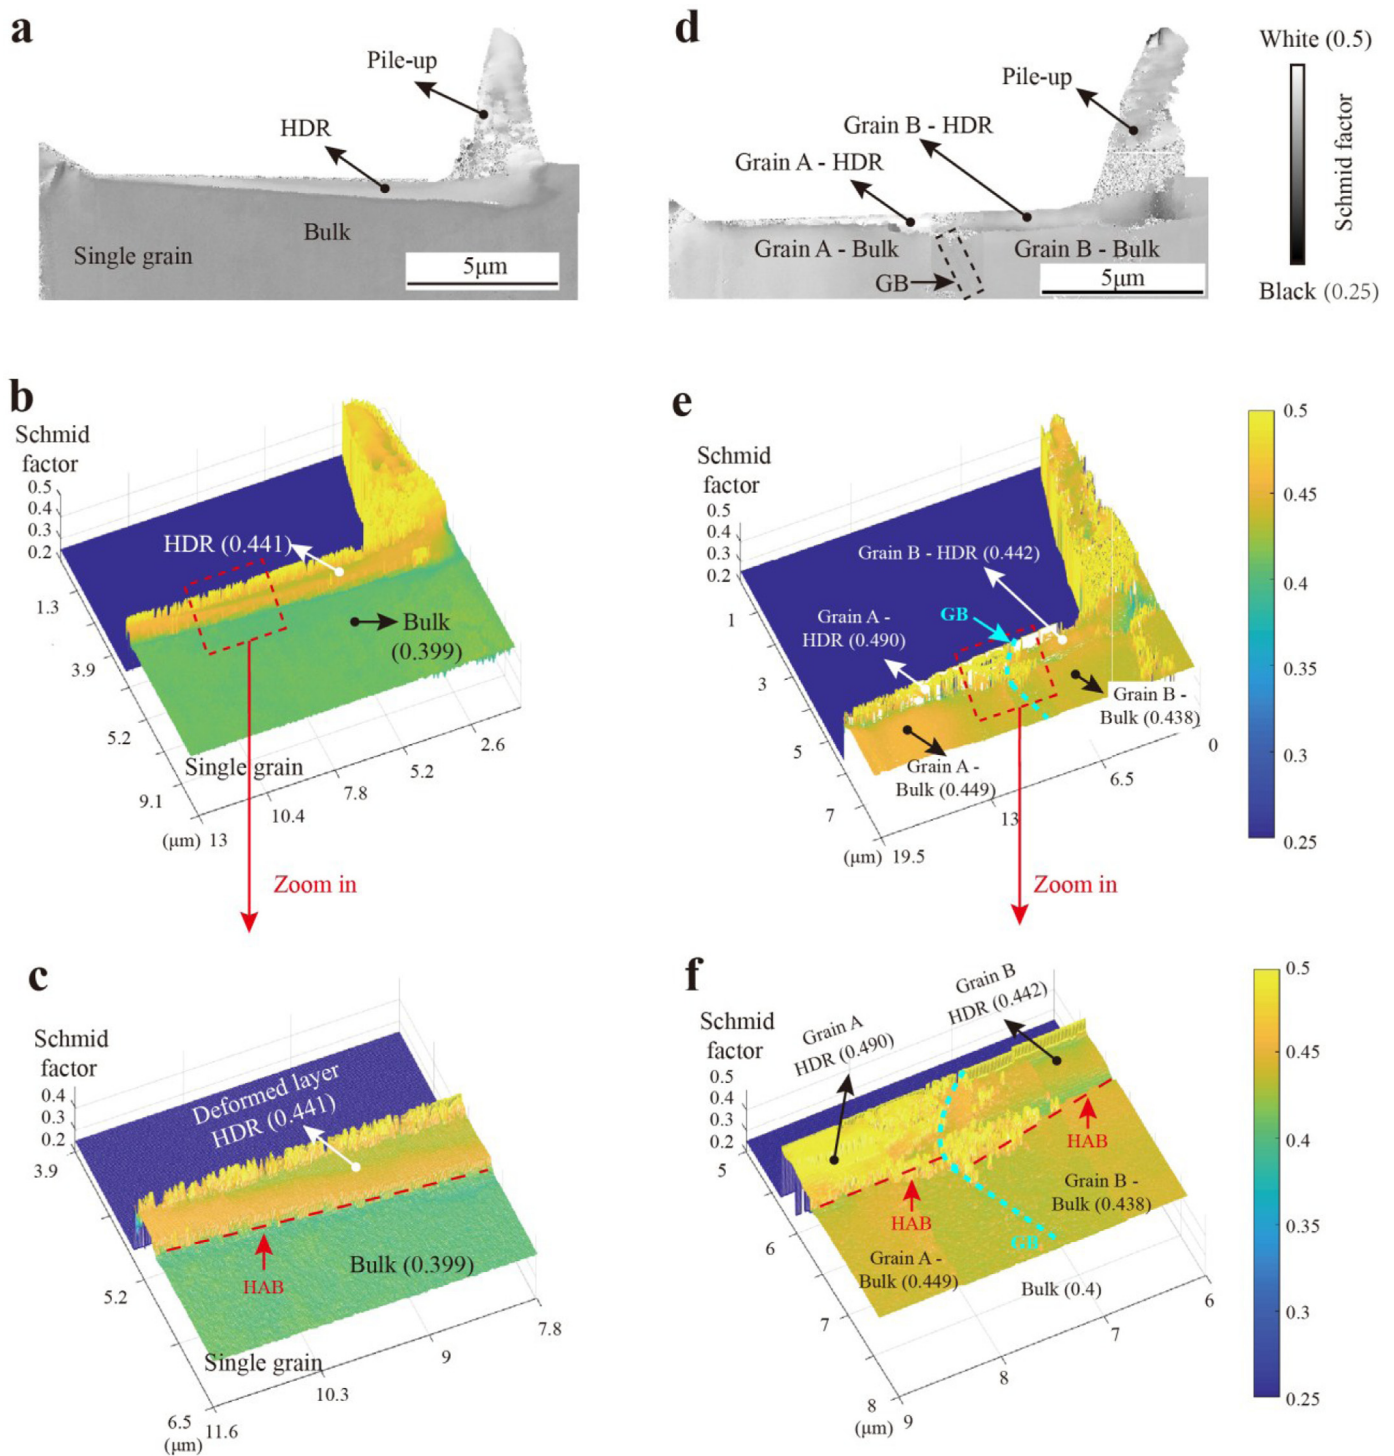 a
Pile-up
HDR
Bulk
Single grain
5μm
d
Pile-up
Grain B - HDR
Grain A - HDR
Grain A - Bulk
Grain B - Bulk
GB
5μm
White (0.5)
Schmid factor
Black (0.25)
b
Schmid
factor
0.5
0.4
0.3
0.2
HDR (0.441)
Bulk
(0.399)
1.3
3.9
5.2
9.1
Single grain
(μm)
13
10.4
7.8
5.2
2.6
Zoom in
e
Schmid
factor
0.5
0.4
0.3
0.2
Grain B - HDR (0.442)
GB
Grain A -
HDR (0.490)
Grain B -
Bulk (0.438)
Grain A -
Bulk (0.449)
1
3
5
7
(μm)
19.5
13
6.5
0
Zoom in
0.5
0.45
0.4
0.35
0.3
0.25
c
Schmid
factor
0.4
0.3
0.2
Deformed layer
HDR (0.441)
HAB
Bulk (0.399)
Single grain
3.9
5.2
6.5
(μm)
11.6
10.3
9
7.8
f
Schmid
factor
0.5
0.4
0.3
0.2
Grain A
HDR (0.490)
Grain B
HDR (0.442)
HAB
HAB
Grain B -
Bulk (0.438)
GB
Grain A -
Bulk (0.449)
Bulk (0.4)
5
6
7
8
(μm)
9
8
7
6
0.5
0.45
0.4
0.35
0.3
0.25